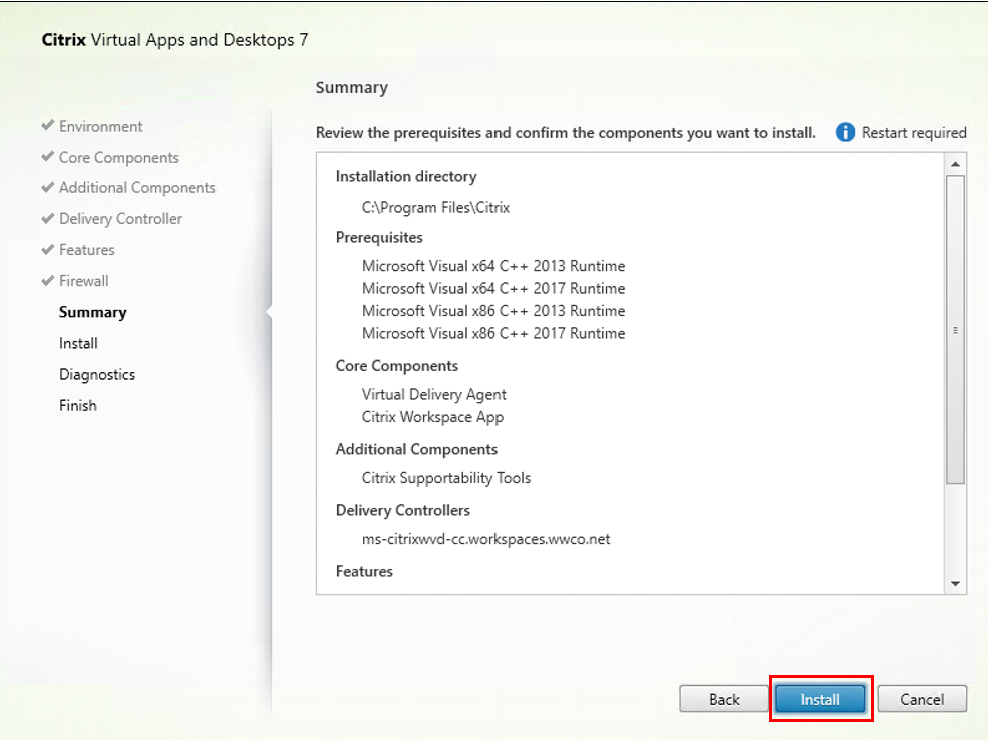 Citrix Virtual Apps and Desktops 7
Environment
Core Components
Additional Components
Delivery Controller
Features
Firewall
Summary
Install
Diagnostics
Finish
Summary
Review the prerequisites and confirm the components you want to install.
Restart required
Installation directory
C:\Program Files\Citrix
Prerequisites
Microsoft Visual x64 C++ 2013 Runtime
Microsoft Visual x64 C++ 2017 Runtime
Microsoft Visual x86 C++ 2013 Runtime
Microsoft Visual x86 C++ 2017 Runtime
Core Components
Virtual Delivery Agent
Citrix Workspace App
Additional Components
Citrix Supportability Tools
Delivery Controllers
ms-citrixwvd-cc.workspaces.wwco.net
Features
Back
Install
Cancel